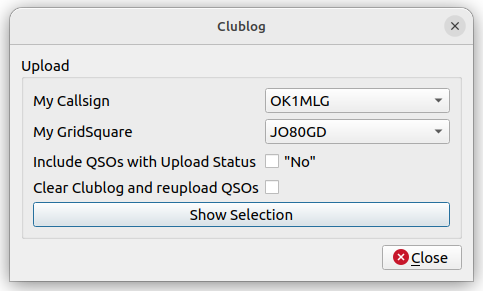 Clublog
Upload
My Callsign OK1MLG
My GridSquare JO80GD
Include QSOs with Upload Status "No"
Clear Clublog and reupload QSOs
Show Selection
Close